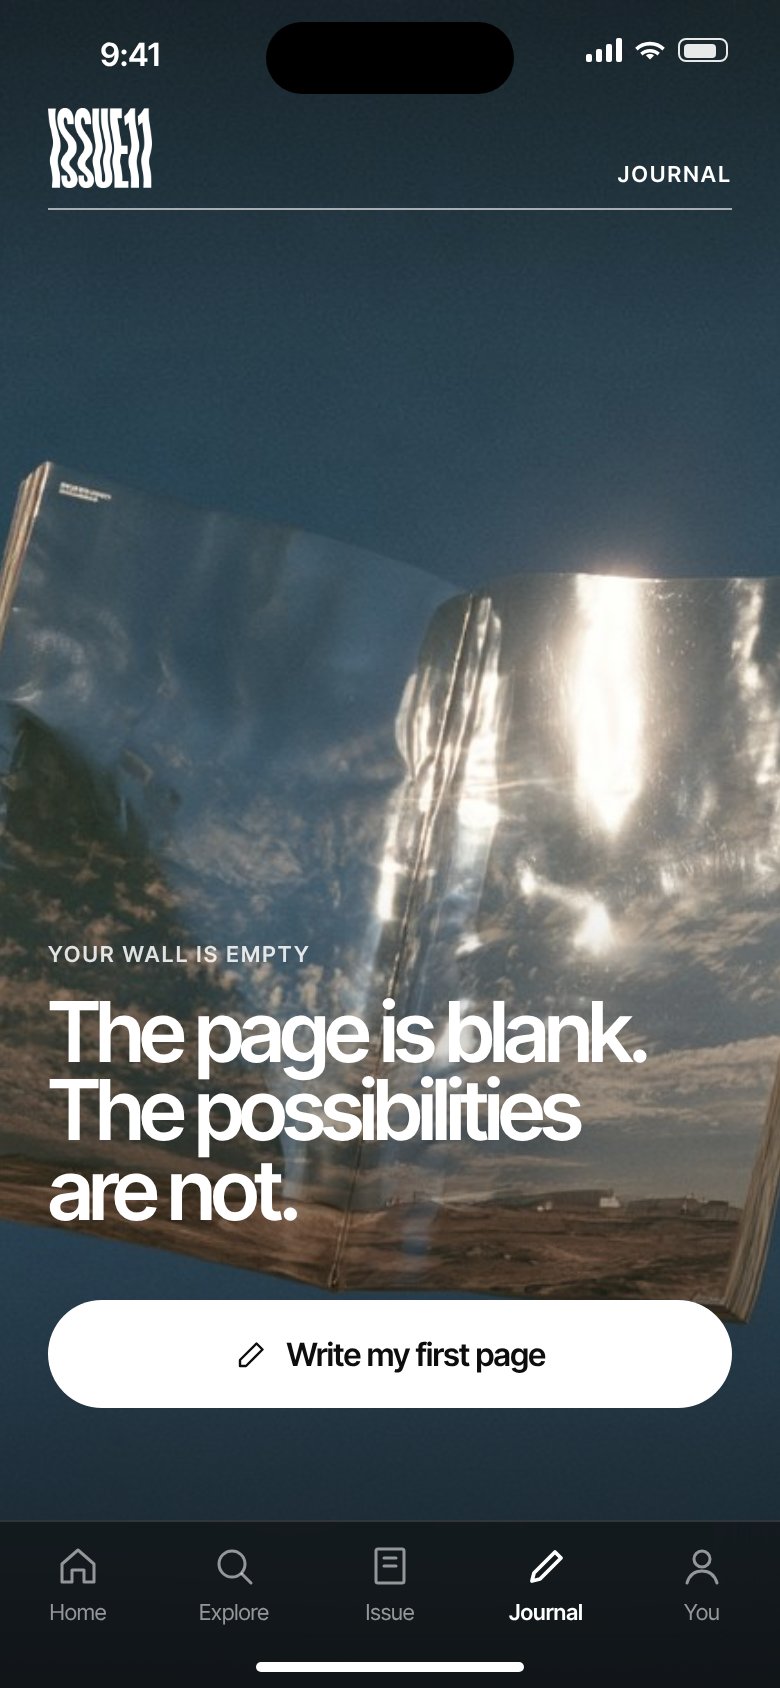 9:41
ISSUE11
JOURNAL
YOUR WALL IS EMPTY
The page is blank.
The possibilities
are not.
Write my first page
Home
Explore
Issue
Journal
You